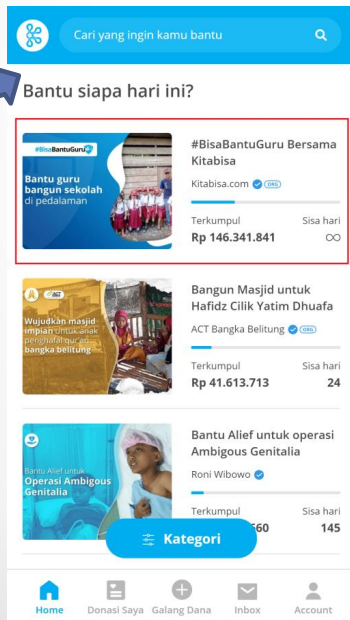 Cari yang ingin kamu bantu
Bantu siapa hari ini?
#BisaBantuGuru
Bantu guru
bangun sekolah
di pedalaman
#BisaBantuGuru Bersama
Kitabisa
Kitabisa.com ORG
Terkumpul Sisa hari
Rp 146.341.841 ∞
ACT
Wujudkan masjid
impian untuk anak
penghafal qur'an
bangka belitung
Bangun Masjid untuk
Hafidz Cilik Yatim Dhuafa
ACT Bangka Belitung ORG
Terkumpul Sisa hari
Rp 41.613.713 24
Bantu Alief untuk
Operasi Ambigous
Genitalia
Bantu Alief untuk operasi
Ambigous Genitalia
Roni Wibowo
Terkumpul Sisa hari
560 145
Kategori
Home Donasi Saya Galang Dana Inbox Account